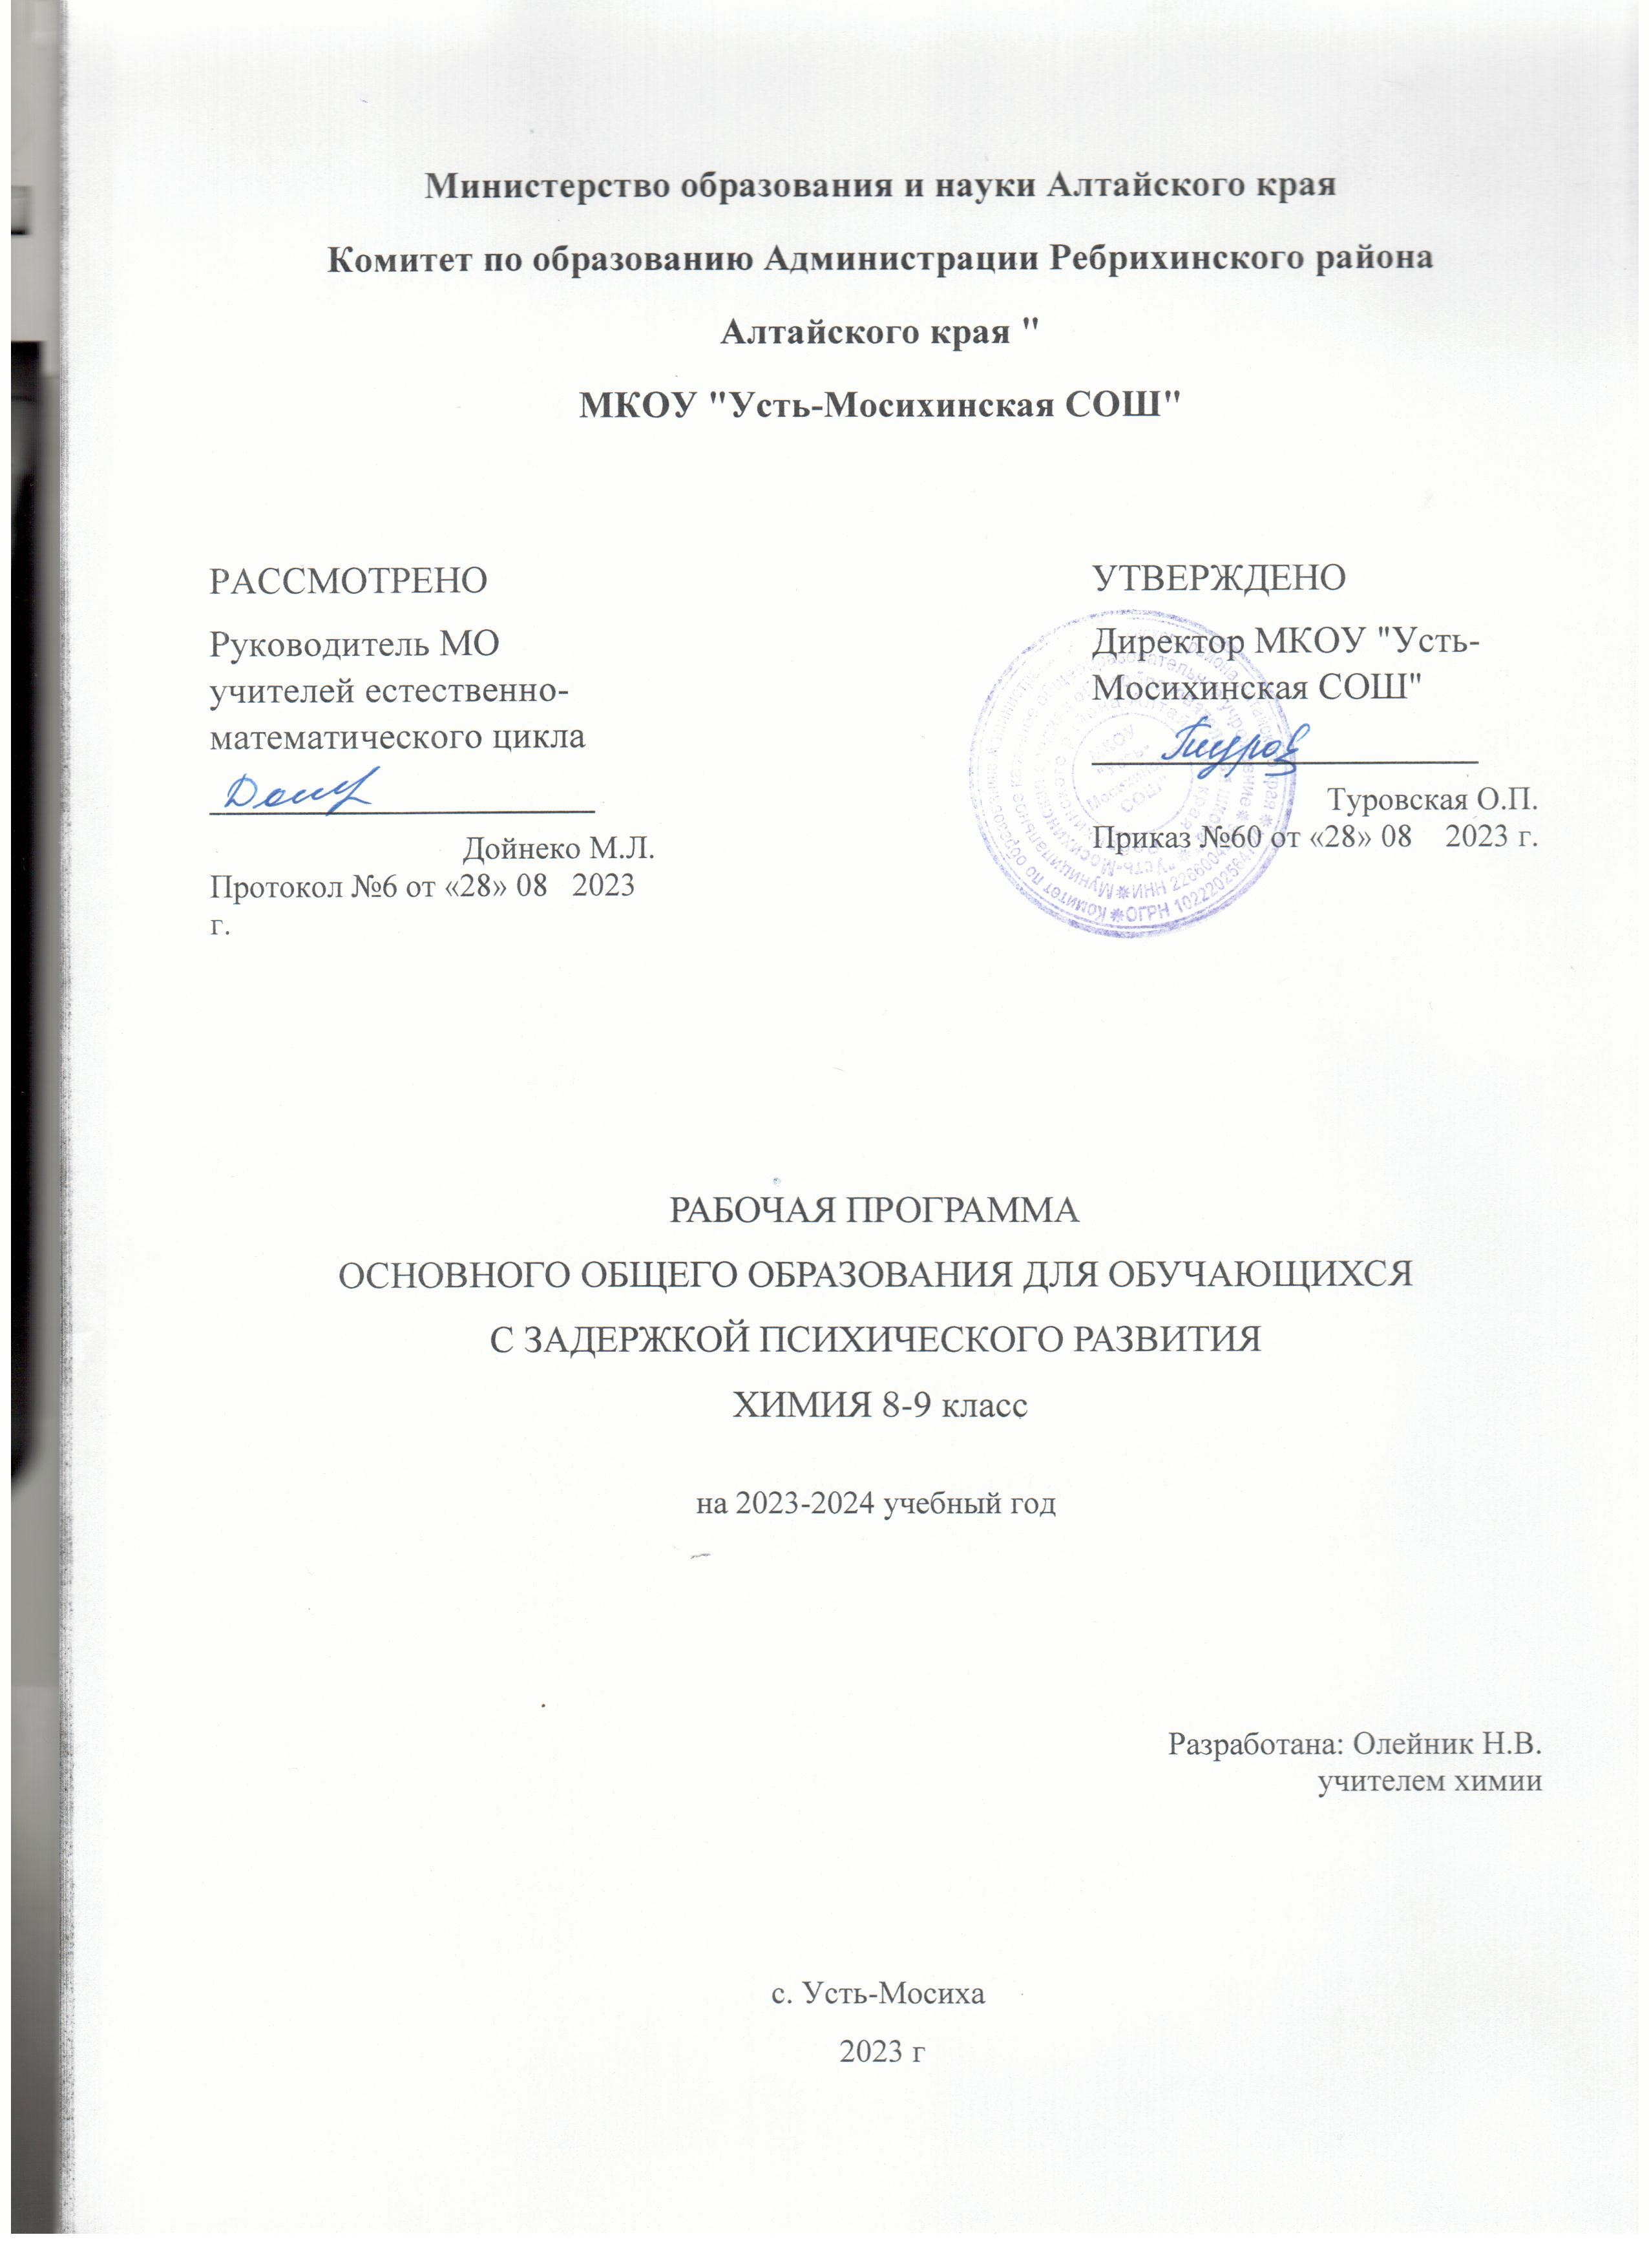 Министерство образования и науки Алтайского края
Комитет по образованию Администрации Ребрихинского района
Алтайского края "
МКОУ "Усть-Мосихинская СОШ"
РАССМОТРЕНО
Руководитель МО
учителей естественно-
математического цикла
Дойнеко М.Л.
Протокол №6 от «28» 08 2023
г.
УТВЕРЖДЕНО
Директор МКОУ "Усть-
Мосихинская СОШ"
Туровская О.П.
Приказ №60 от «28» 08 2023 г.
РАБОЧАЯ ПРОГРАММА
ОСНОВНОГО ОБЩЕГО ОБРАЗОВАНИЯ ДЛЯ ОБУЧАЮЩИХСЯ
С ЗАДЕРЖКОЙ ПСИХИЧЕСКОГО РАЗВИТИЯ
ХИМИЯ 8-9 класс
на 2023-2024 учебный год
Разработана: Олейник Н.В.
учителем химии
с. Усть-Мосиха
2023 г